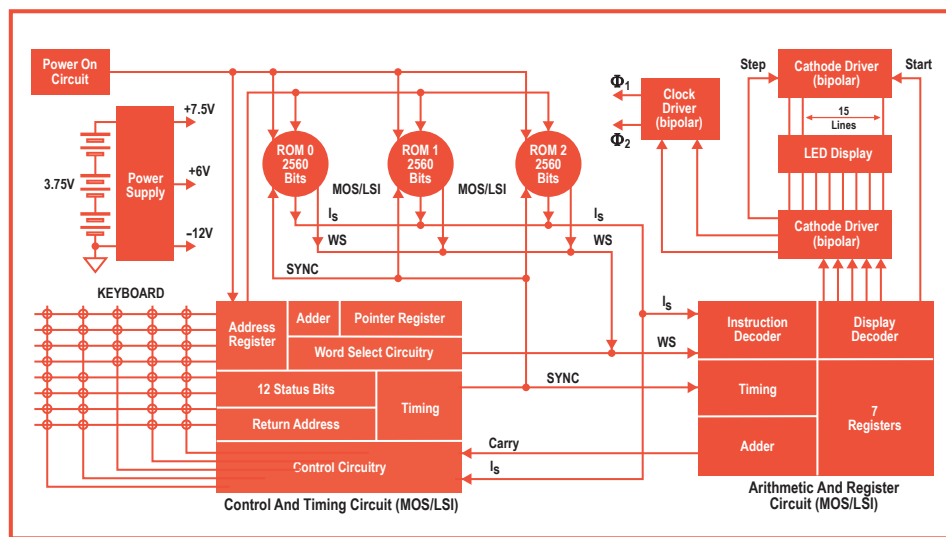 Power On
Circuit
+7.5V
3.75V
Power
Supply
+6V
–12V
ROM 0
2560
Bits
ROM 1
2560
Bits
ROM 2
2560
Bits
MOS/LSI
MOS/LSI
Is
Is
WS
WS
SYNC
Φ1
Φ2
Clock
Driver
(bipolar)
Step
Cathode Driver
(bipolar)
Start
15
Lines
LED Display
Cathode Driver
(bipolar)
KEYBOARD
Address
Register
Adder
Pointer Register
Word Select Circuitry
12 Status Bits
Return Address
Timing
Control Circuitry
Control And Timing Circuit (MOS/LSI)
Is
WS
SYNC
Carry
Is
Instruction
Decoder
Display
Decoder
Timing
Adder
7
Registers
Arithmetic And Register
Circuit (MOS/LSI)